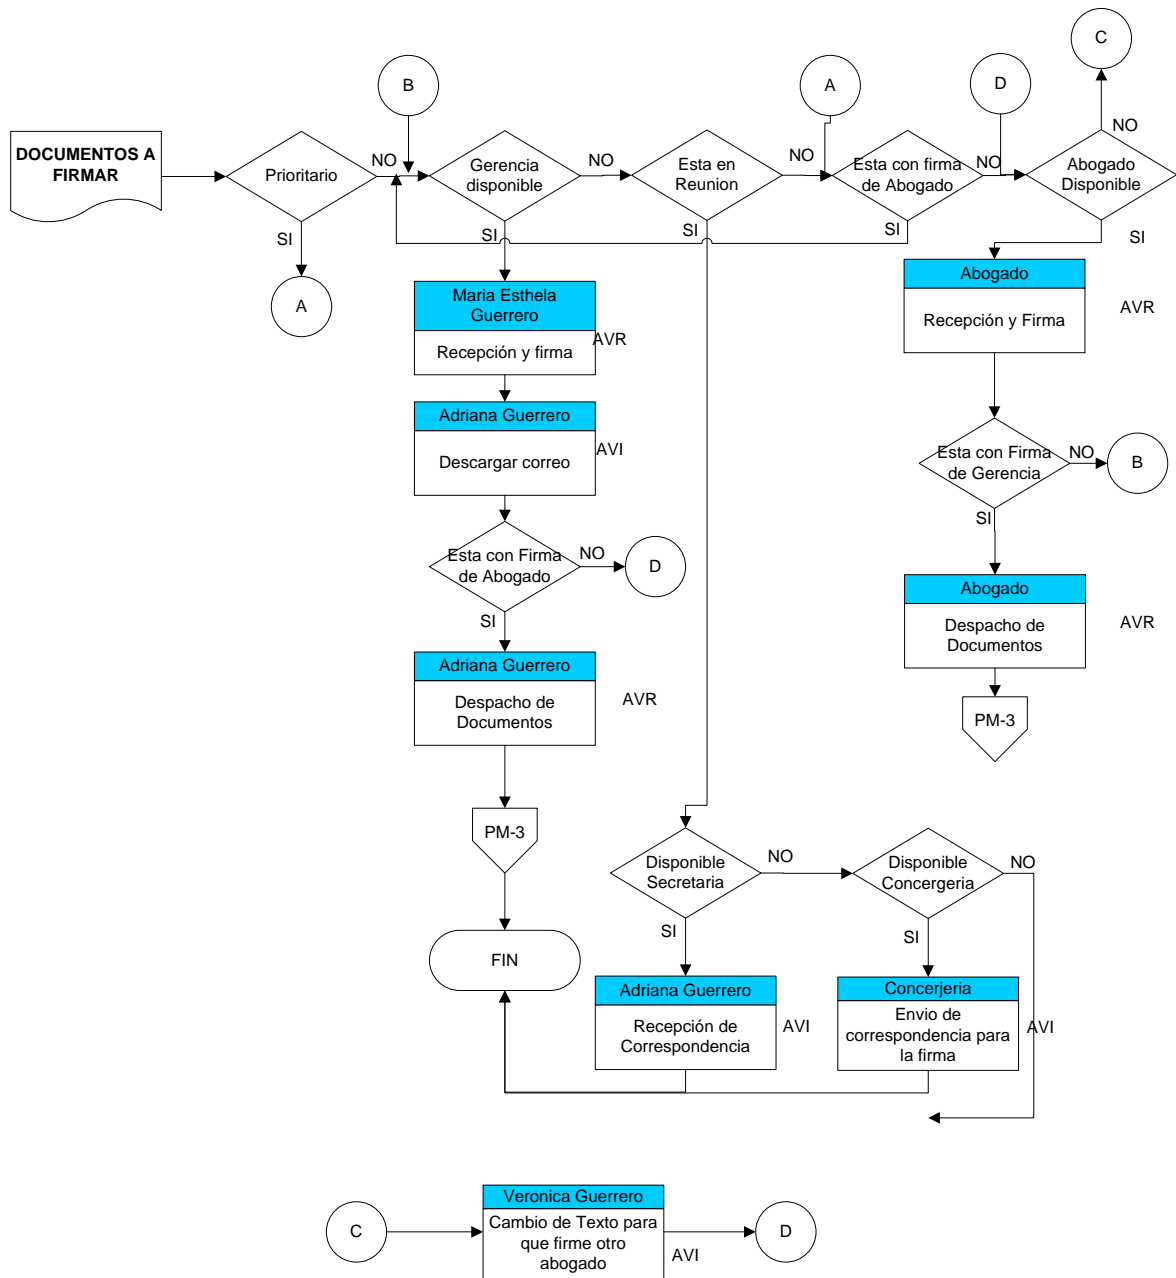 C
B
A
D
DOCUMENTOS A
FIRMAR
Prioritario
NO
Gerencia
disponible
NO
Esta en
Reunion
NO
Esta con firma
de Abogado
NO
Abogado
Disponible
NO
SI
SI
SI
SI
SI
A
Maria Esthela
Guerrero
Recepción y firma
AVR
Abogado
Recepción y Firma
AVR
Adriana Guerrero
Descargar correo
AVI
Esta con Firma
de Gerencia
NO
B
SI
Esta con Firma
de Abogado
NO
D
SI
Abogado
Despacho de
Documentos
AVR
Adriana Guerrero
Despacho de
Documentos
AVR
PM-3
PM-3
Disponible
Secretaria
NO
Disponible
Concergeria
NO
SI
SI
FIN
Adriana Guerrero
Recepción de
Correspondencia
AVI
Concerjeria
Envio de
correspondencia para
la firma
AVI
C
Veronica Guerrero
Cambio de Texto para
que firme otro
abogado
AVI
D